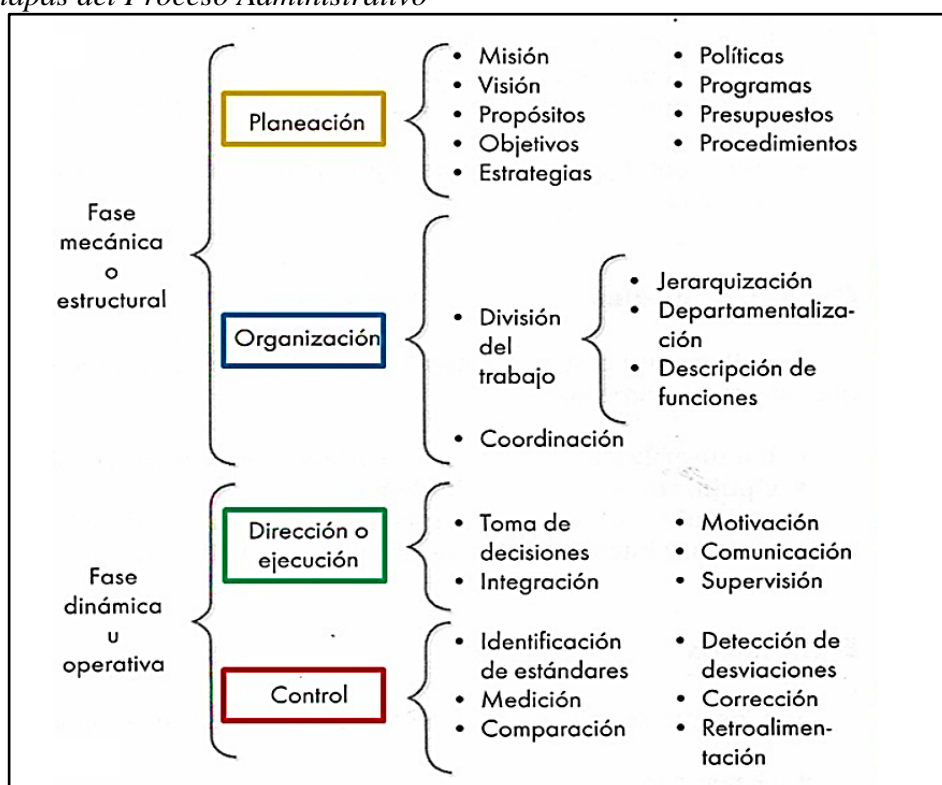 del Proceso Administrativo
Fase
mecánica
o
estructural
Planeación
• Misión
• Visión
• Propósitos
• Objetivos
• Estrategias
• Políticas
• Programas
• Presupuestos
• Procedimientos
Organización
• División
del
trabajo
• Jerarquización
• Departamentaliza-
ción
• Descripción de
funciones
• Coordinación
Fase
dinámica
u
operativa
Dirección o
ejecución
• Toma de
decisiones
• Integración
• Motivación
• Comunicación
• Supervisión
Control
• Identificación
de estándares
• Medición
• Comparación
• Detección de
desviaciones
• Corrección
• Retroalimen-
tación